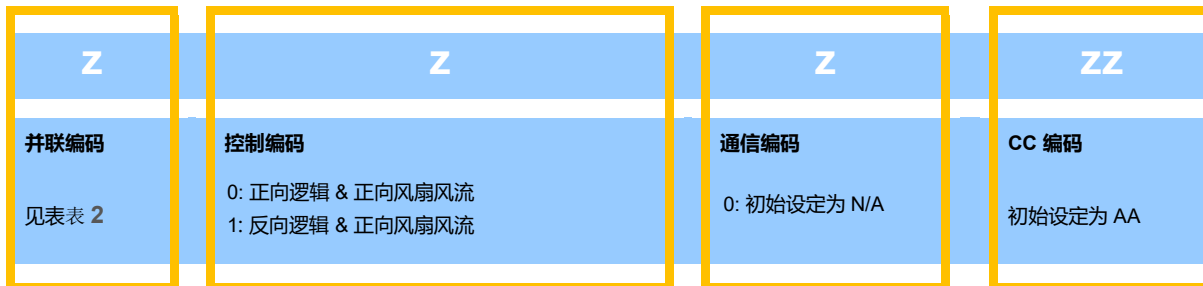 Z Z Z ZZ
并联编码
见表表 2
控制编码
0: 正向逻辑 & 正向风扇风流
1: 反向逻辑 & 正向风扇风流
通信编码
0: 初始设定为 N/A
CC 编码
初始设定为 AA